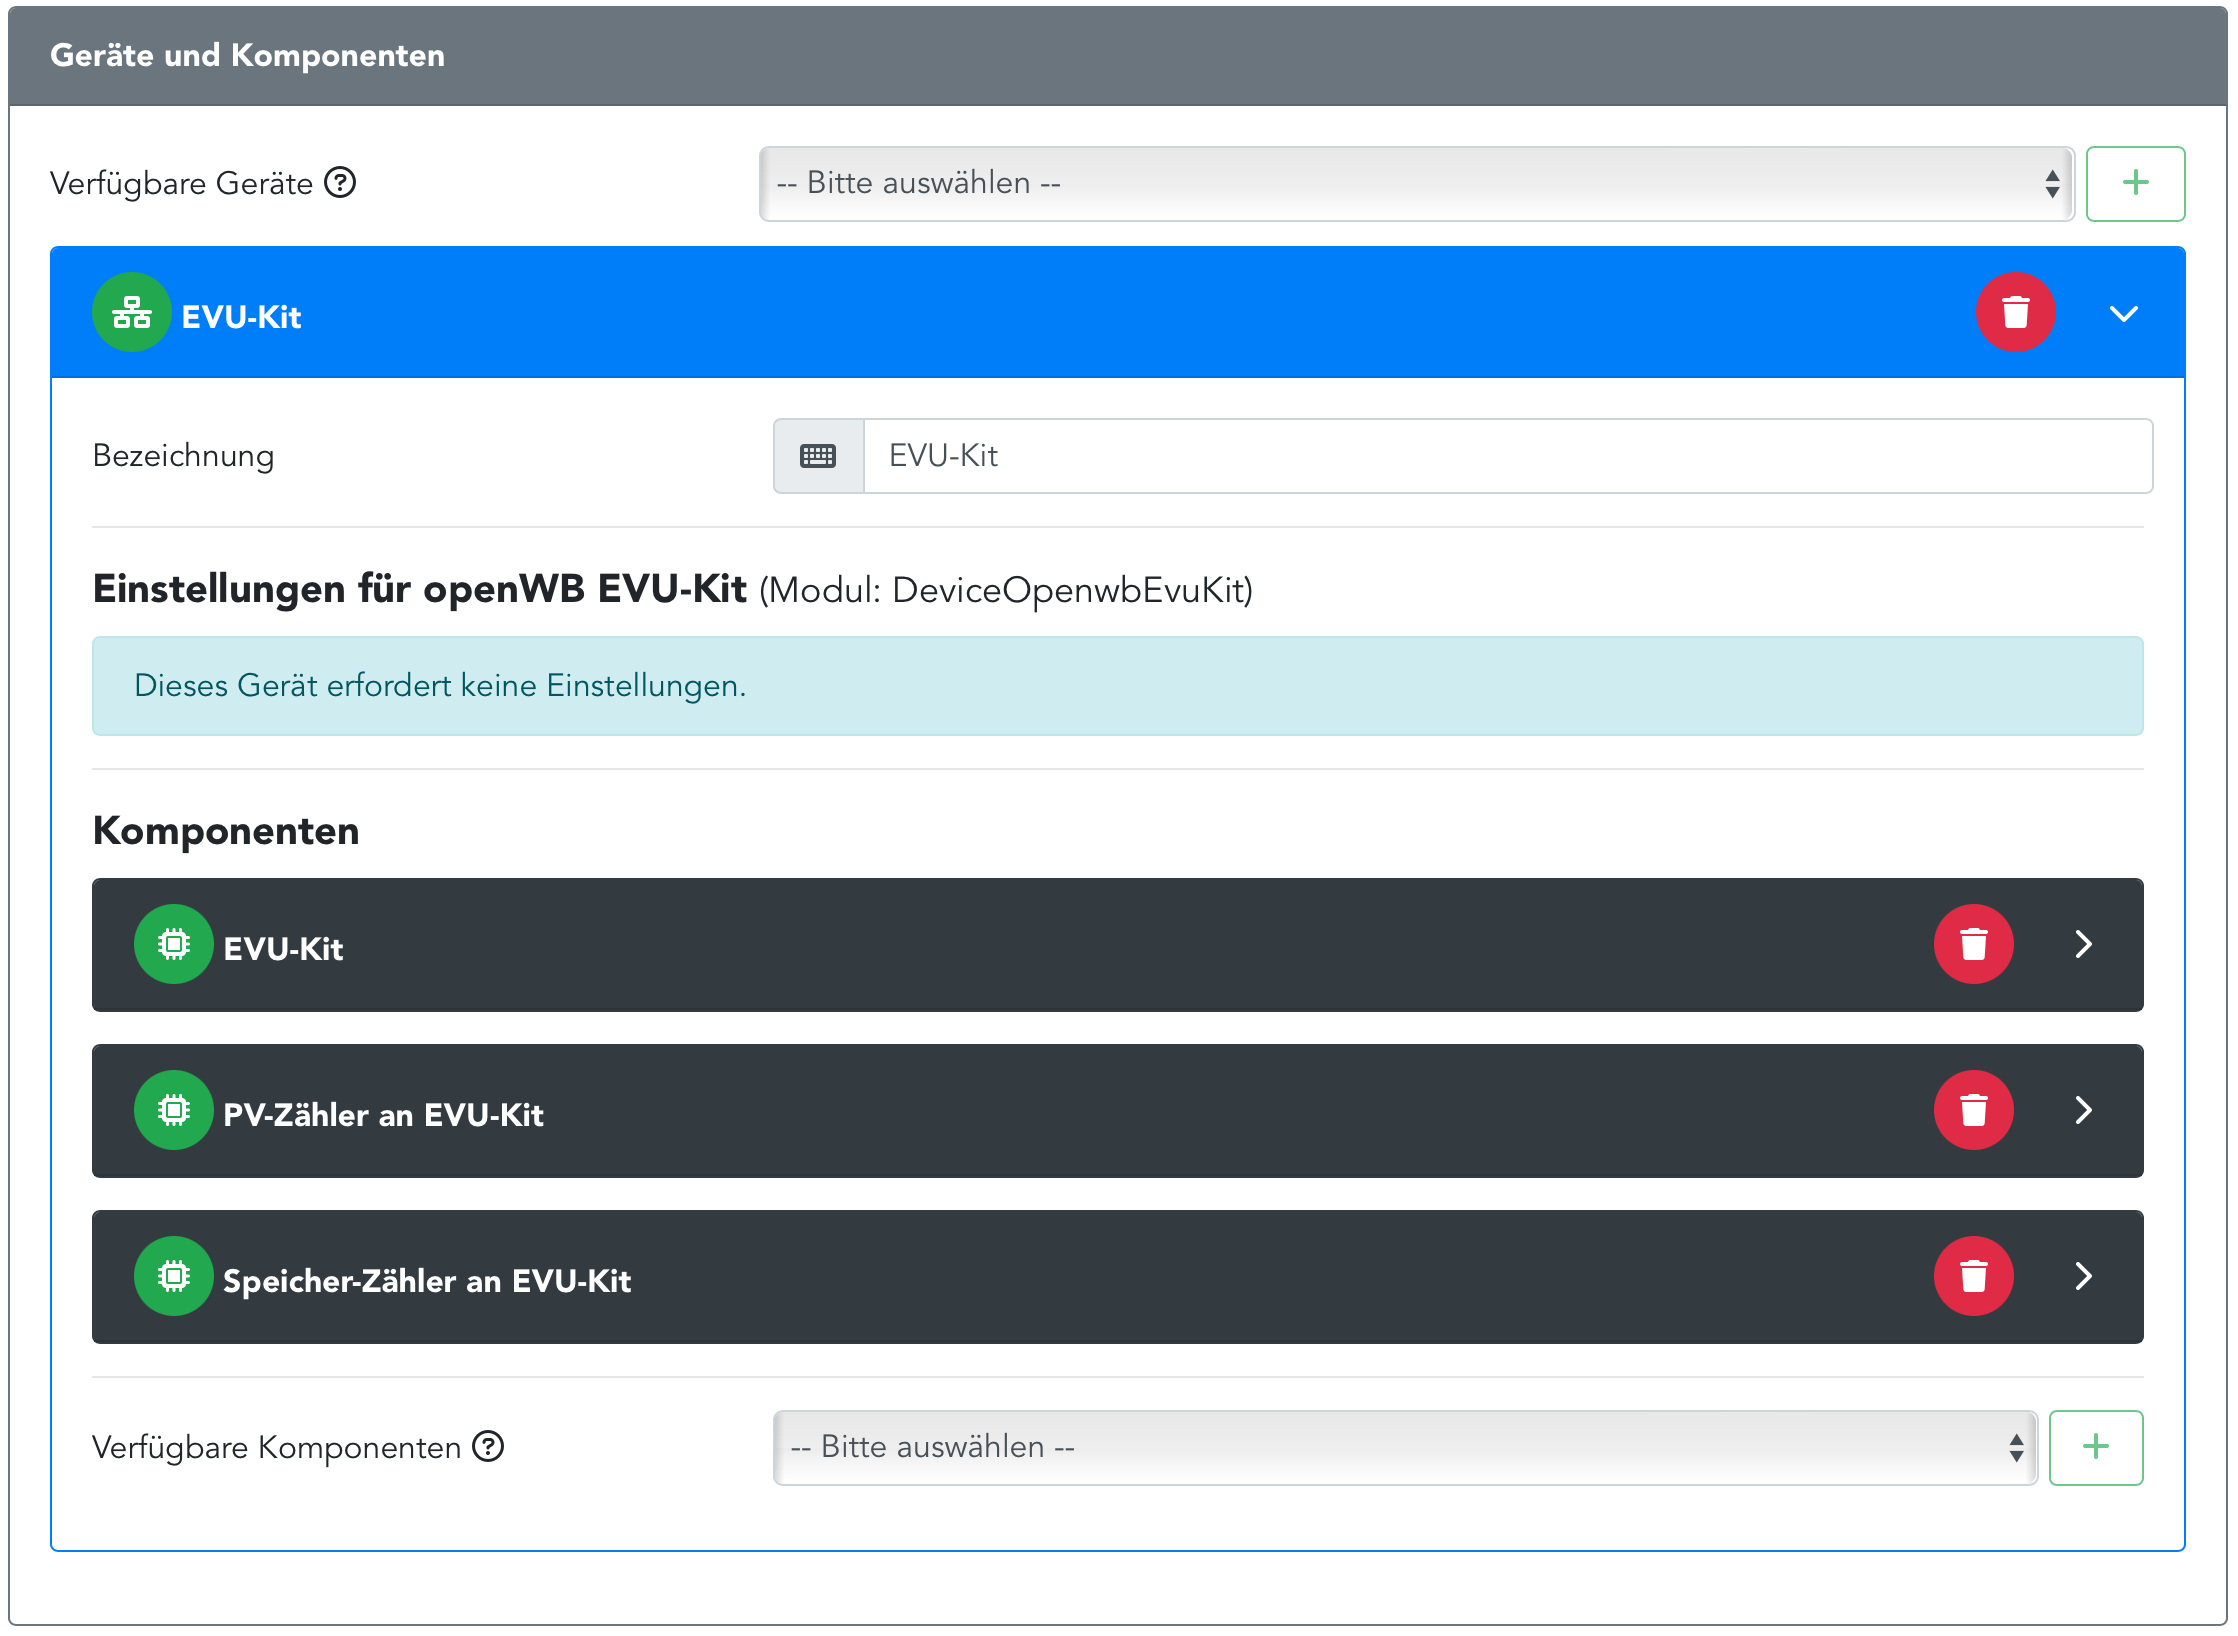 Geräte und Komponenten
Verfügbare Geräte
-- Bitte auswählen --
EVU-Kit
Bezeichnung
EVU-Kit
Einstellungen für openWB EVU-Kit (Modul: DeviceOpenwbEvuKit)
Dieses Gerät erfordert keine Einstellungen.
Komponenten
EVU-Kit
PV-Zähler an EVU-Kit
Speicher-Zähler an EVU-Kit
Verfügbare Komponenten
-- Bitte auswählen --